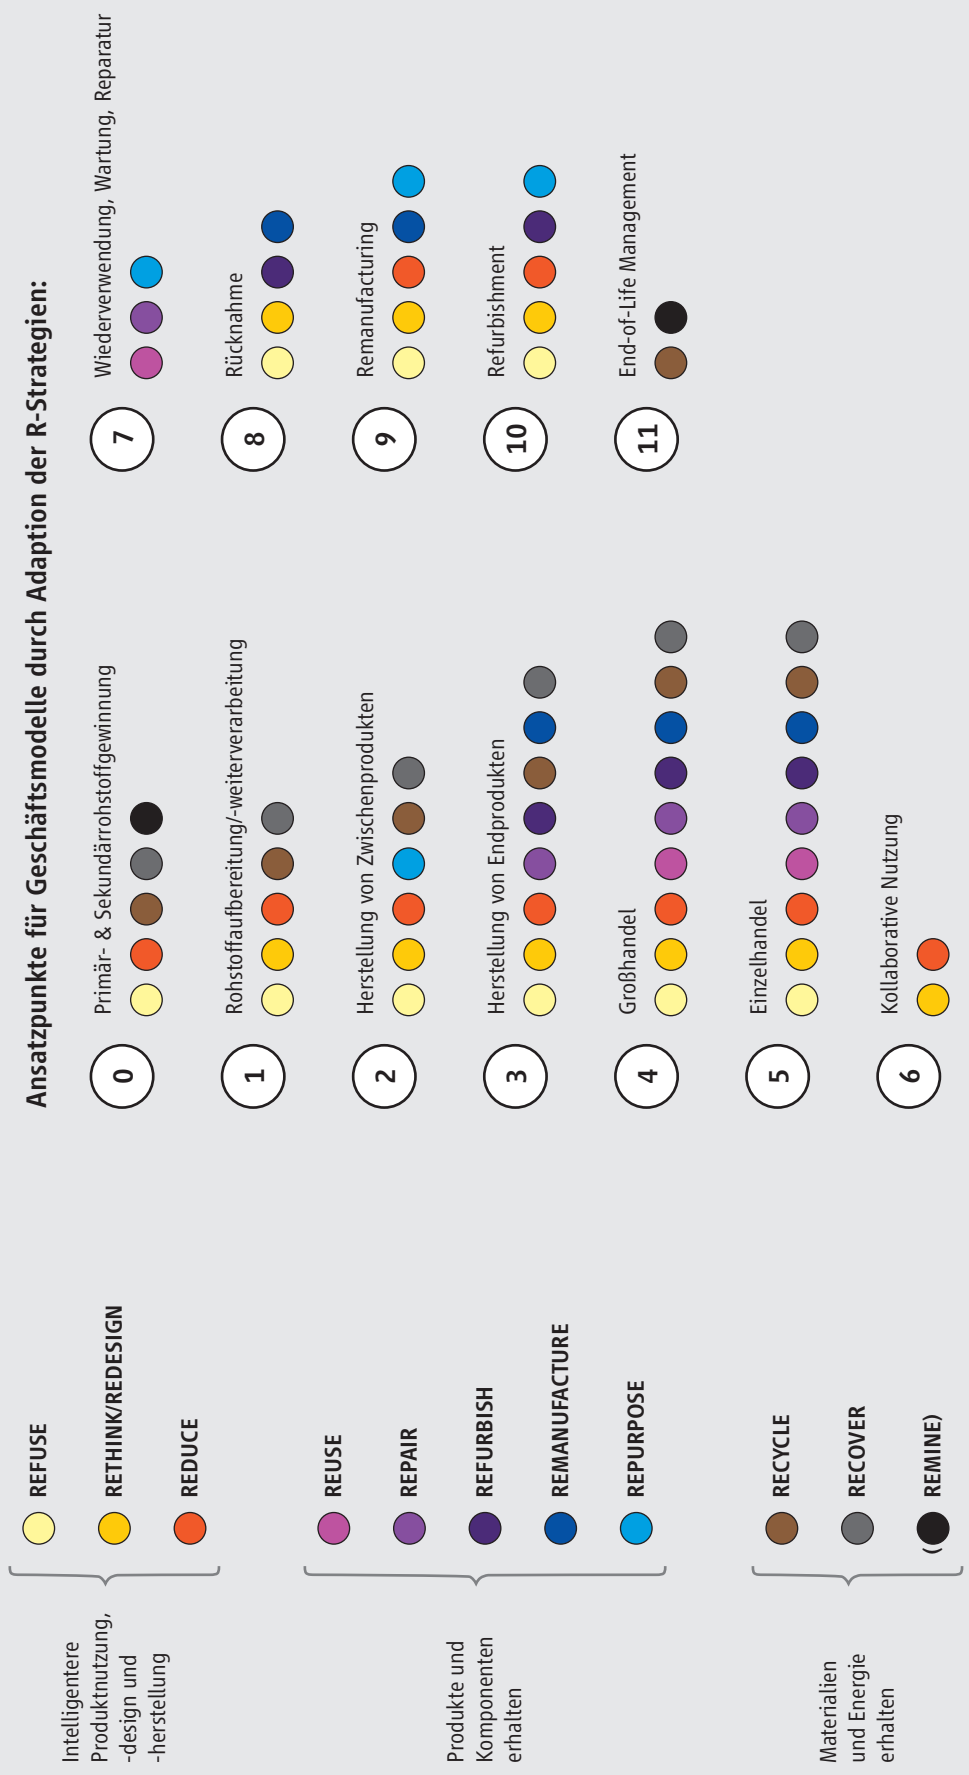 Intelligentere
Produktnutzung,
-design und
-herstellung
REFUSE
RETHINK/REDESIGN
REDUCE
Produkte und
Komponenten
erhalten
REUSE
REPAIR
REFURBISH
REMANUFACTURE
REPURPOSE
Materialien
und Energie
erhalten
RECYCLE
RECOVER
( REMINE)
Ansatzpunkte für Geschäftsmodelle durch Adaption der R-Strategien:
0
Primär- & Sekundärrohstoffgewinnung
1
Rohstoffaufbereitung/-weiterverarbeitung
2
Herstellung von Zwischenprodukten
3
Herstellung von Endprodukten
4
Großhandel
5
Einzelhandel
6
Kollaborative Nutzung
7
Wiederverwendung, Wartung, Reparatur
8
Rücknahme
9
Remanufacturing
10
Refurbishment
11
End-of-Life Management